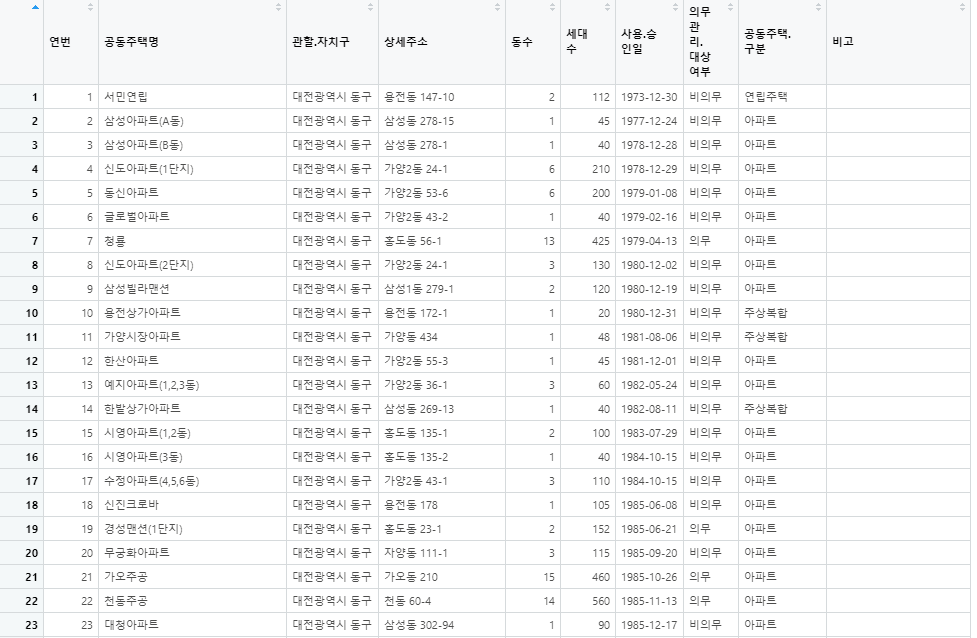 연번 공동주택명 관할.자치구 상세주소 동수 세대수 사용.승인일 의무관리.대상여부 공동주택.구분 비고
1 1 서민연립 대전광역시 동구 용전동 147-10 2 112 1973-12-30 비의무 연립주택
2 2 삼성아파트(A동) 대전광역시 동구 삼성동 278-15 1 45 1977-12-24 비의무 아파트
3 3 삼성아파트(B동) 대전광역시 동구 삼성동 278-1 1 40 1978-12-28 비의무 아파트
4 4 신도아파트(1단지) 대전광역시 동구 가양2동 24-1 6 210 1978-12-29 비의무 아파트
5 5 동신아파트 대전광역시 동구 가양2동 53-6 6 200 1979-01-08 비의무 아파트
6 6 글로벌아파트 대전광역시 동구 가양2동 43-2 1 40 1979-02-16 비의무 아파트
7 7 청룡 대전광역시 동구 홍도동 56-1 13 425 1979-04-13 의무 아파트
8 8 신도아파트(2단지) 대전광역시 동구 가양2동 24-1 3 130 1980-12-02 비의무 아파트
9 9 삼성빌라맨션 대전광역시 동구 삼성1동 279-1 2 120 1980-12-19 비의무 아파트
10 10 용전상가아파트 대전광역시 동구 용전동 172-1 1 20 1980-12-31 비의무 주상복합
11 11 가양시장아파트 대전광역시 동구 가양동 434 1 48 1981-08-06 비의무 주상복합
12 12 한산아파트 대전광역시 동구 가양2동 55-3 1 45 1981-12-01 비의무 아파트
13 13 예지아파트(1,2,3동) 대전광역시 동구 가양2동 36-1 3 60 1982-05-24 비의무 아파트
14 14 한밭상가아파트 대전광역시 동구 삼성동 269-13 1 40 1982-08-11 비의무 주상복합
15 15 시영아파트(1,2동) 대전광역시 동구 홍도동 135-1 2 100 1983-07-29 비의무 아파트
16 16 시영아파트(3동) 대전광역시 동구 홍도동 135-2 1 40 1984-10-15 비의무 아파트
17 17 수정아파트(4,5,6동) 대전광역시 동구 가양2동 43-1 3 110 1984-10-15 비의무 아파트
18 18 신진크로바 대전광역시 동구 용전동 178 1 105 1985-06-08 비의무 아파트
19 19 경성맨션(1단지) 대전광역시 동구 홍도동 23-1 2 152 1985-06-21 의무 아파트
20 20 무궁화아파트 대전광역시 동구 자양동 111-1 3 115 1985-09-20 비의무 아파트
21 21 가오주공 대전광역시 동구 가오동 210 15 460 1985-10-26 의무 아파트
22 22 천동주공 대전광역시 동구 천동 60-4 14 560 1985-11-13 의무 아파트
23 23 대청아파트 대전광역시 동구 삼성동 302-94 1 90 1985-12-17 비의무 아파트